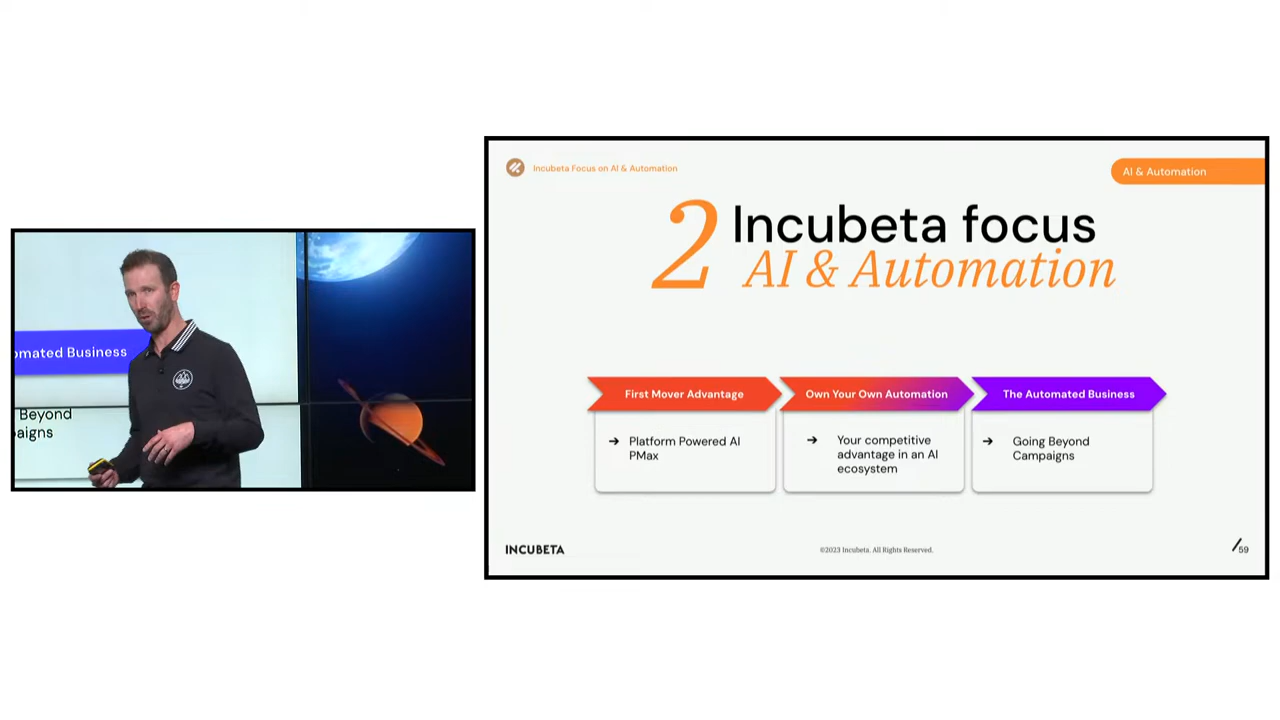 omated Business
Beyond
aigns
Incubeta Focus on AI & Automation
AI & Automation
2 Incubeta focus
AI & Automation
First Mover Advantage
➔ Platform Powered AI
PMax
Own Your Own Automation
➔ Your competitive
advantage in an AI
ecosystem
The Automated Business
➔ Going Beyond
Campaigns
INCUBETA
©2023 Incubeta. All Rights Reserved.
/59